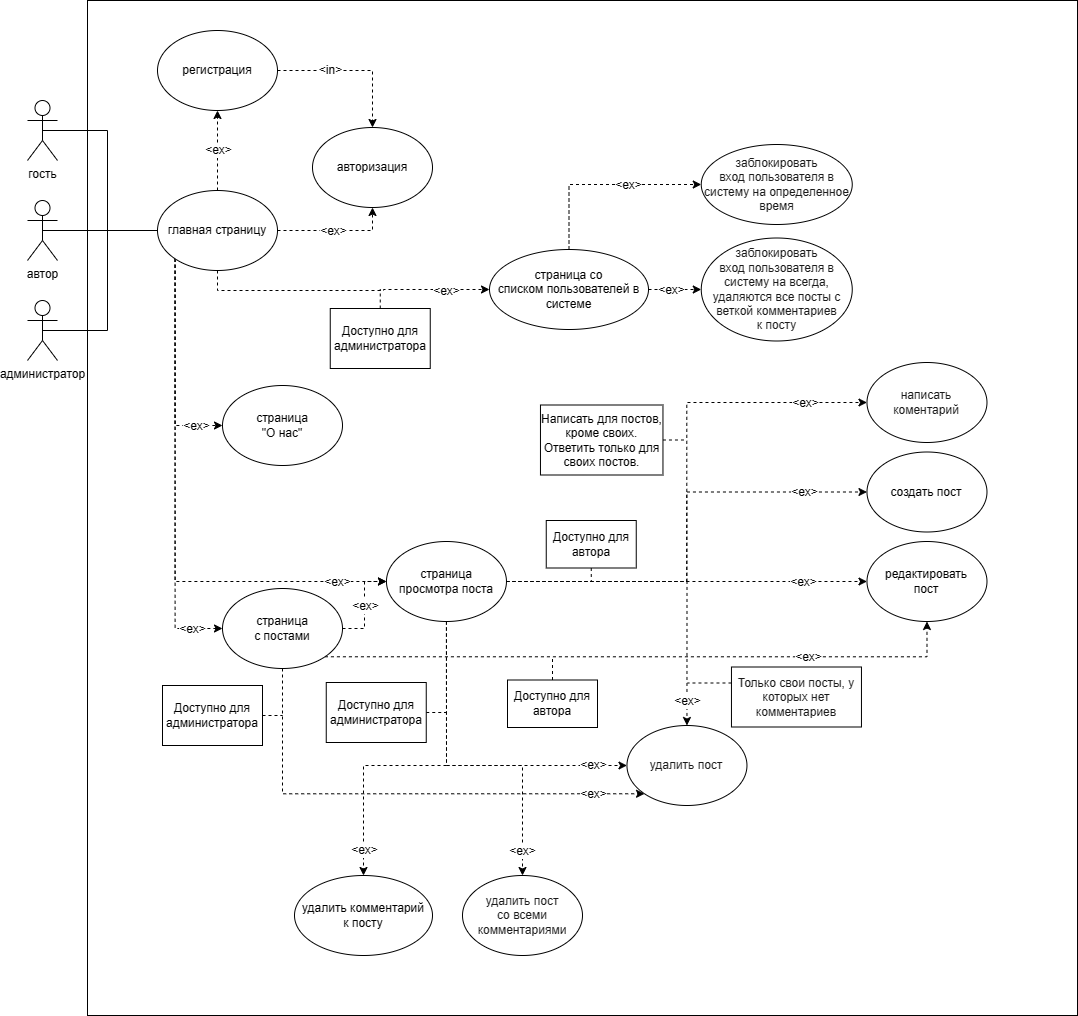 регистрация
<in>
гость
<ex>
авторизация
заблокировать
вход пользователя в
систему на определенное
время
<ex>
автор
главная страницу
<ex>
администратор
страница со
списком пользователей в
системе
<ex>
<ex>
заблокировать
вход пользователя в
систему на всегда,
удаляются все посты с
веткой комментариев
к посту
Доступно для
администратора
страница
"О нас"
<ex>
Написать для постов,
кроме своих.
Ответить только для
своих постов.
<ex>
написать
коментарий
<ex>
создать пост
Доступно для
автора
<ex>
страница
просмотра поста
<ex>
редактировать
пост
<ex>
<ex>
страница
с постами
<ex>
Доступно для
администратора
Доступно для
администратора
Доступно для
автора
<ex>
Только свои посты, у
которых нет
комментариев
<ex>
удалить пост
<ex>
<ex>
<ex>
удалить комментарий
к посту
удалить пост
со всеми
комментариями